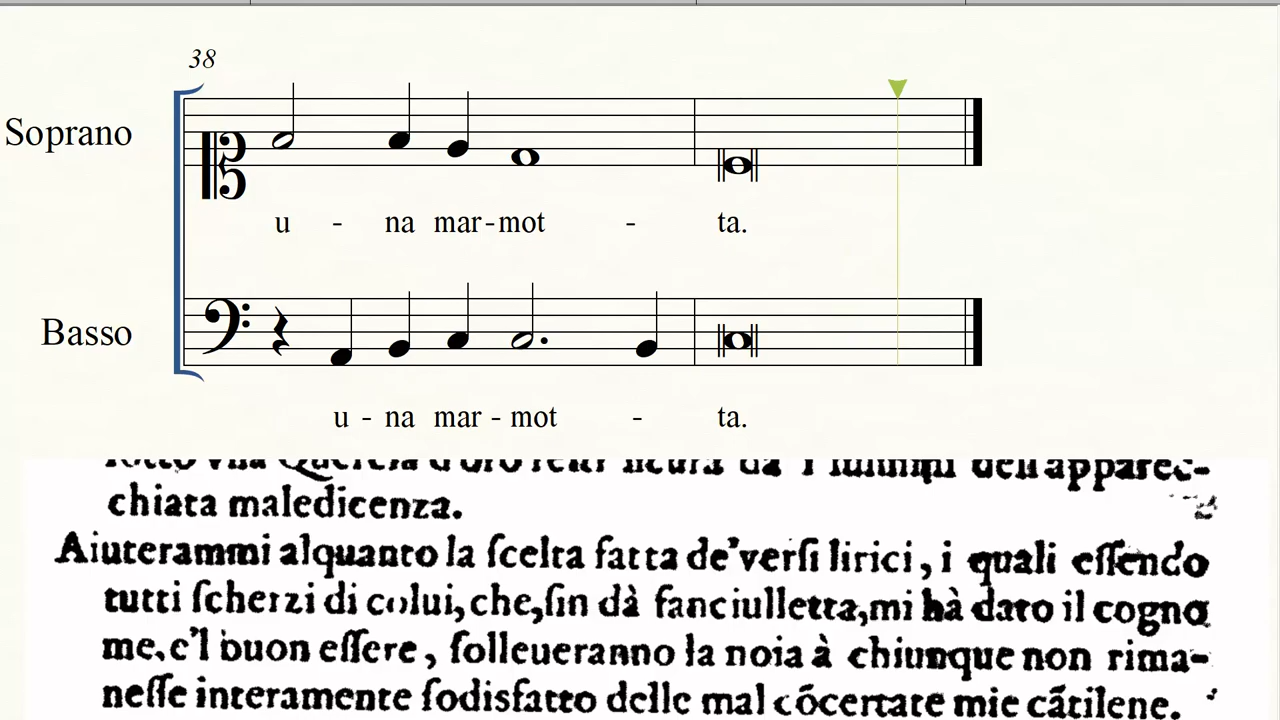 38
Soprano
u - na mar-mot - ta.
Basso
u - na mar - mot - ta.
dell'apparec-
chiata maledicenza.
Aiuterammi alquanto la ſcelta fatta de' verſi lirici, i quali eſſendo
tutti ſcherzi di colui, che, ſin dà fanciulletta, mi hà dato il cogno
me, e'l buon eſſere, ſolleueranno la noia à chiunque non rima-
neſſe interamente ſodisfatto delle mal cõcertate mie cãtilene.